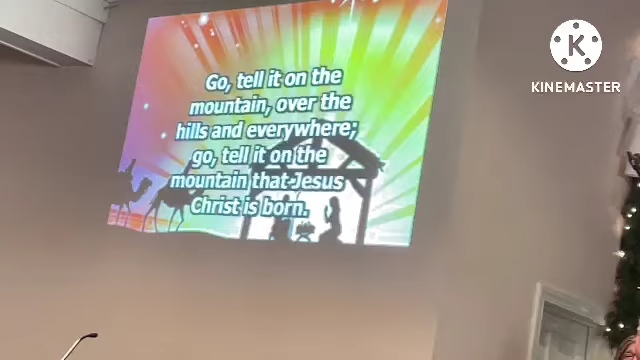 Go, tell it on the
mountain, over the
hills and everywhere;
go, tell it on the
mountain that Jesus
Christ is born.
KINEMASTER